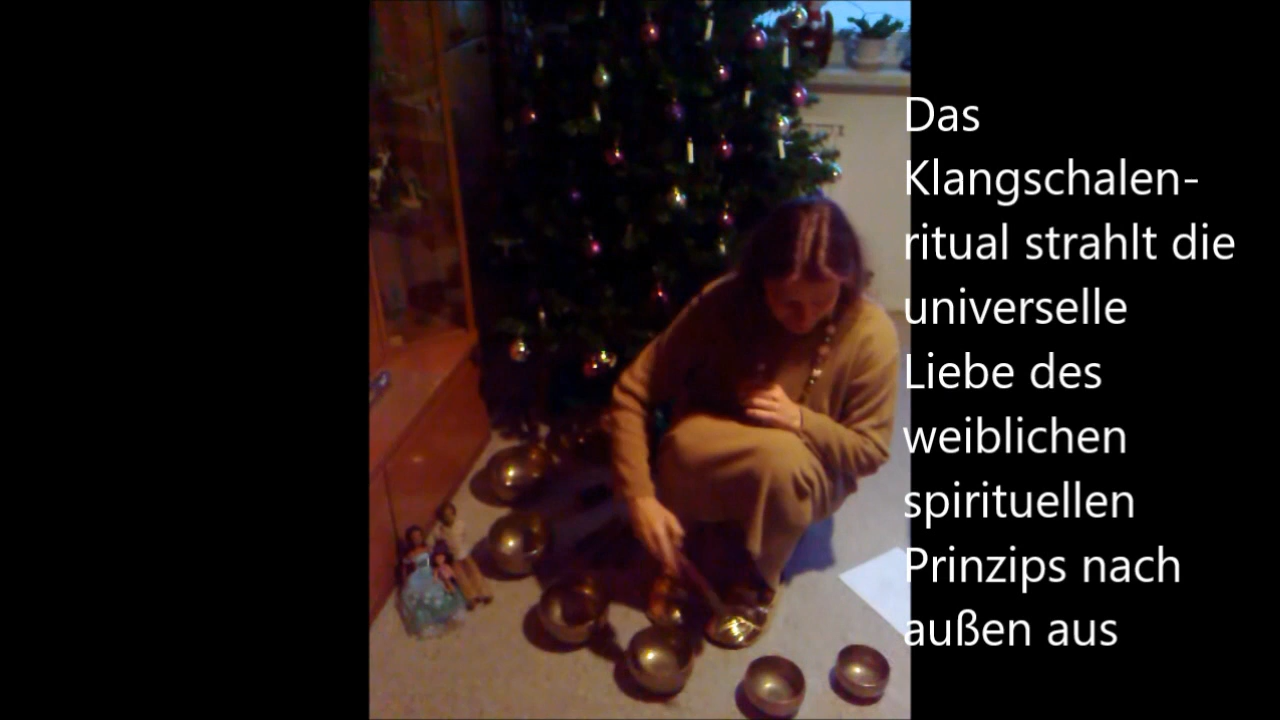 Das
Klangschalen-
ritual strahlt die
universelle
Liebe des
weiblichen
spirituellen
Prinzips nach
außen aus